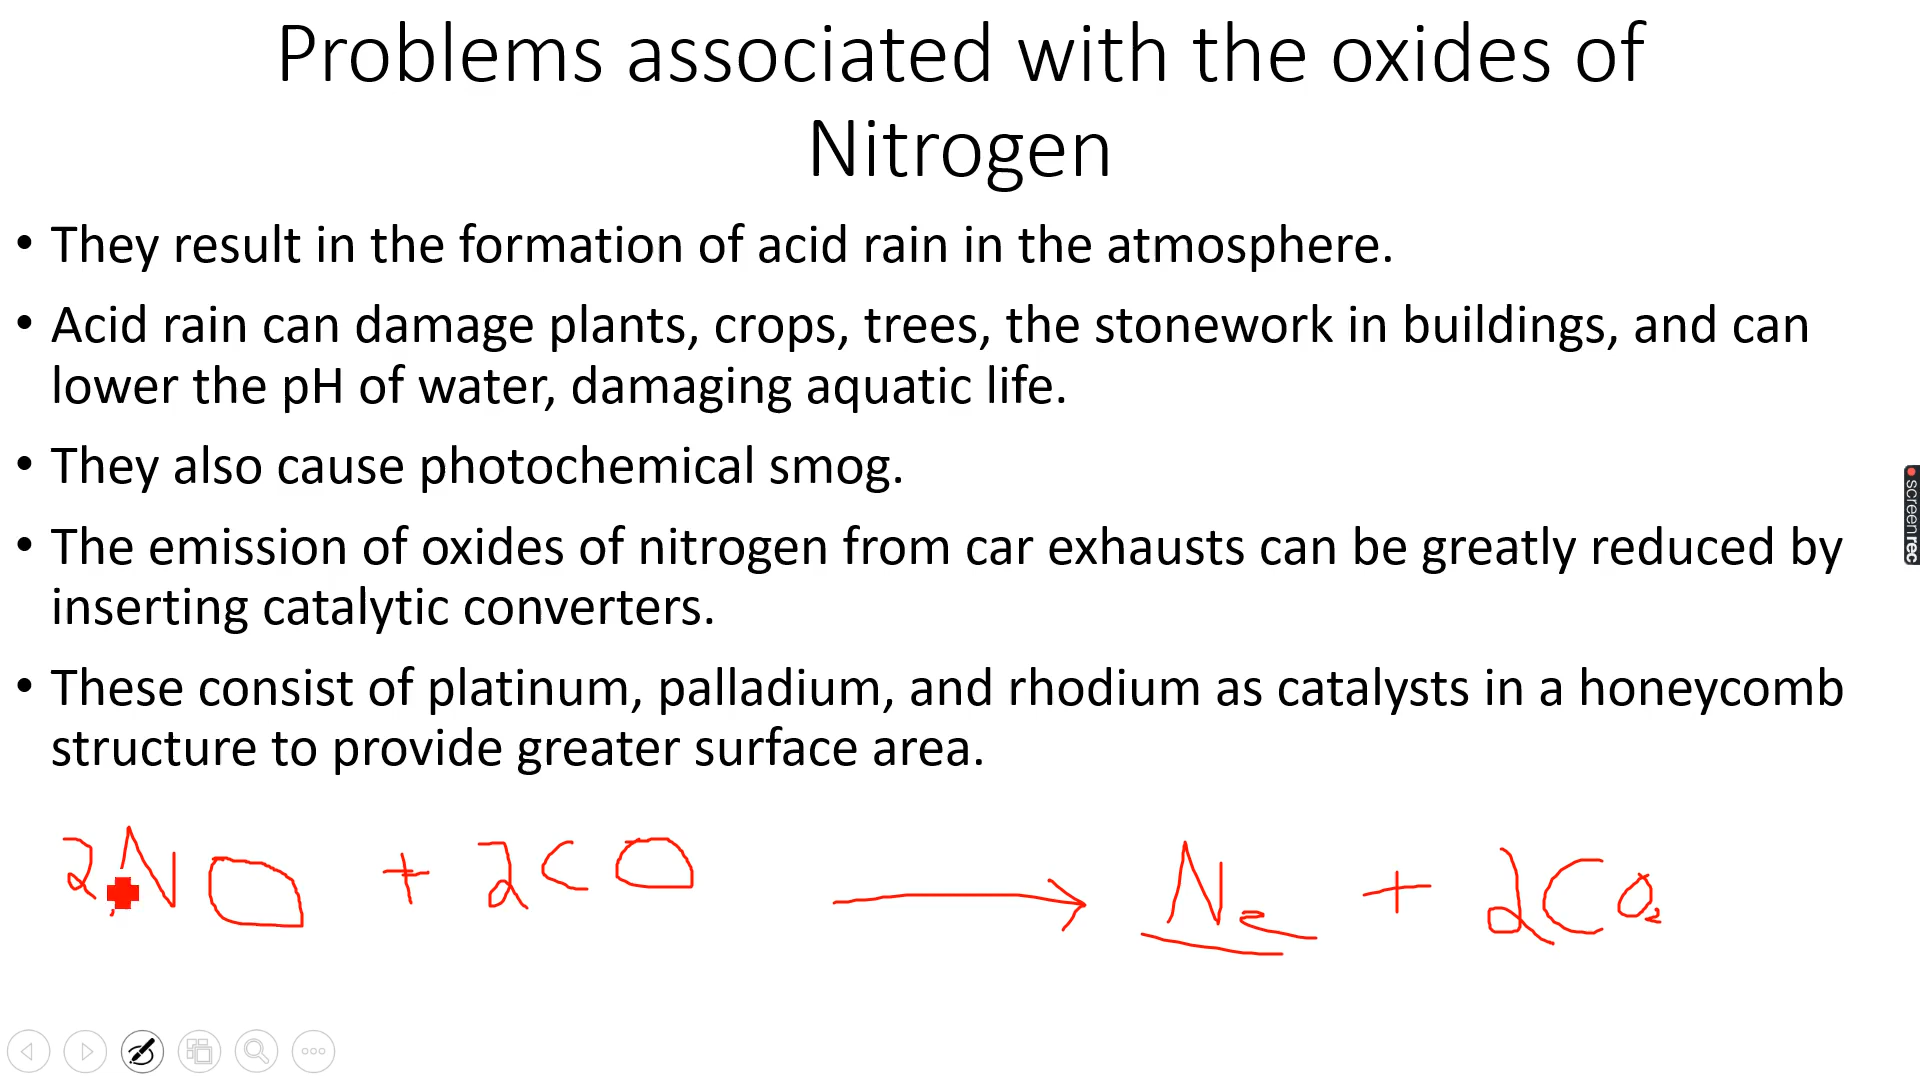 Problems associated with the oxides of
Nitrogen
• They result in the formation of acid rain in the atmosphere.
• Acid rain can damage plants, crops, trees, the stonework in buildings, and can
lower the pH of water, damaging aquatic life.
• They also cause photochemical smog.
• The emission of oxides of nitrogen from car exhausts can be greatly reduced by
inserting catalytic converters.
• These consist of platinum, palladium, and rhodium as catalysts in a honeycomb
structure to provide greater surface area.
2NO + 2CO → N₂ + 2CO₂
screenrec